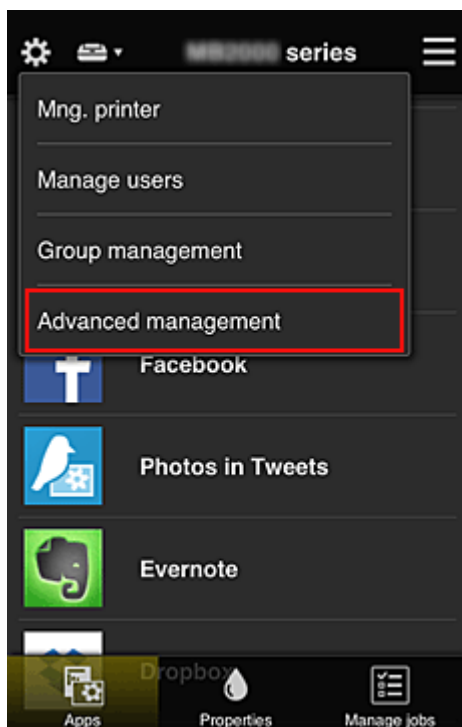 series
Mng. printer
Manage users
Group management
Advanced management
Facebook
Photos in Tweets
Evernote
Dropbox
Apps
Properties
Manage jobs